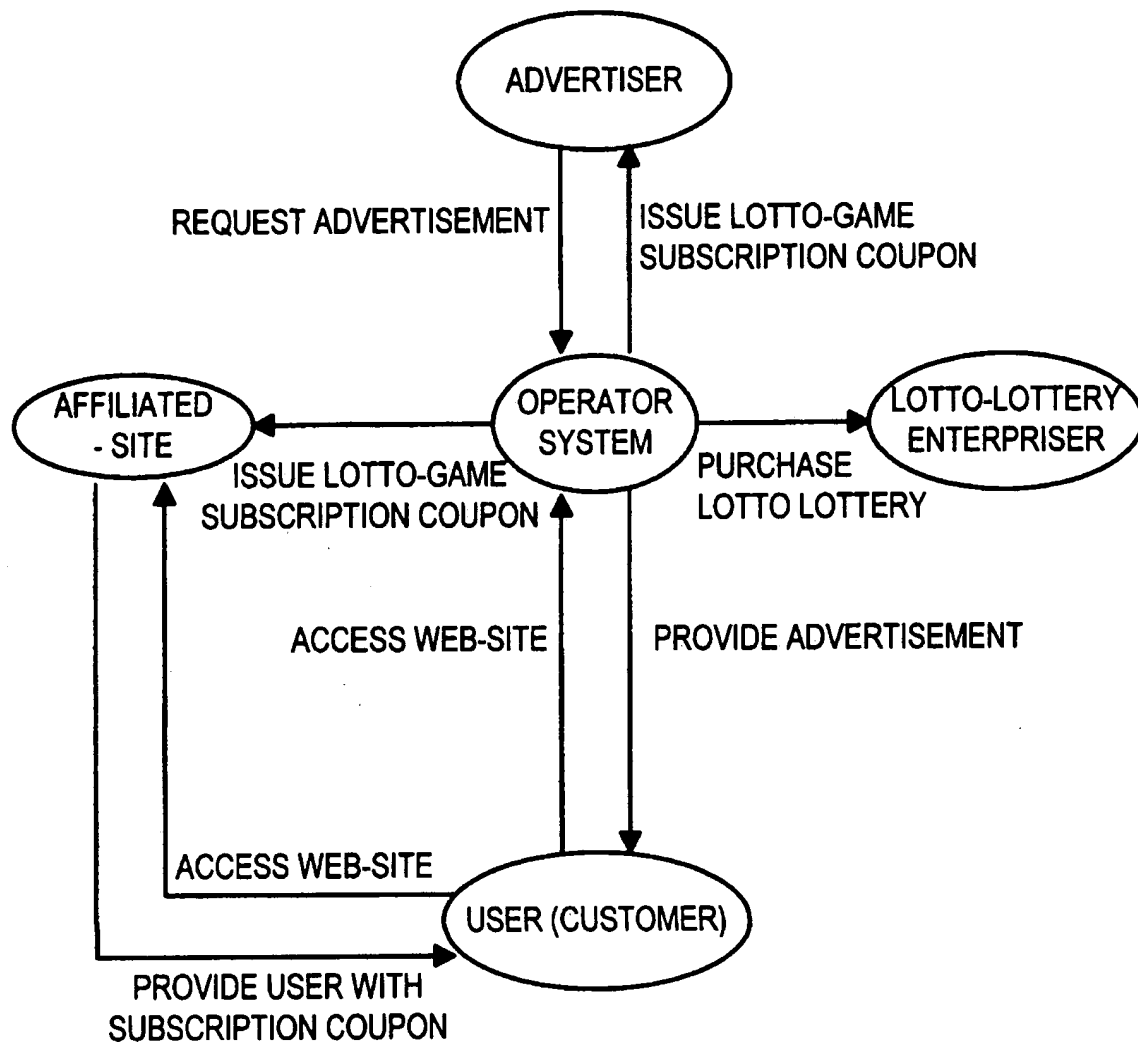 ADVERTISER
REQUEST ADVERTISEMENT
ISSUE LOTTO-GAME
SUBSCRIPTION COUPON
AFFILIATED
- SITE
OPERATOR
SYSTEM
LOTTO-LOTTERY
ENTERPRISER
ISSUE LOTTO-GAME
SUBSCRIPTION COUPON
PURCHASE
LOTTO LOTTERY
ACCESS WEB-SITE
PROVIDE ADVERTISEMENT
ACCESS WEB-SITE
USER (CUSTOMER)
PROVIDE USER WITH
SUBSCRIPTION COUPON